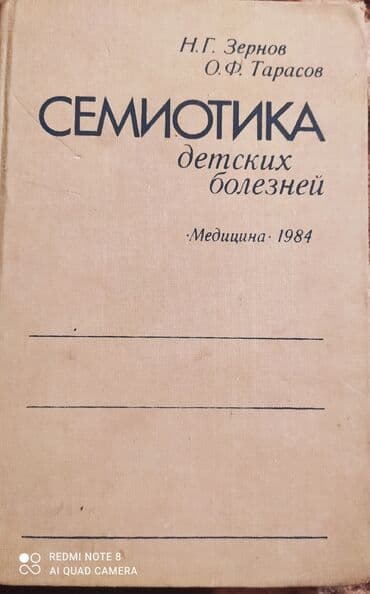 Н.Г. Зернов
О.Ф. Тарасов
СЕМИОТИКА
детских
болезней
·Медицина· 1984
REDMI NOTE 8
AI QUAD CAMERA